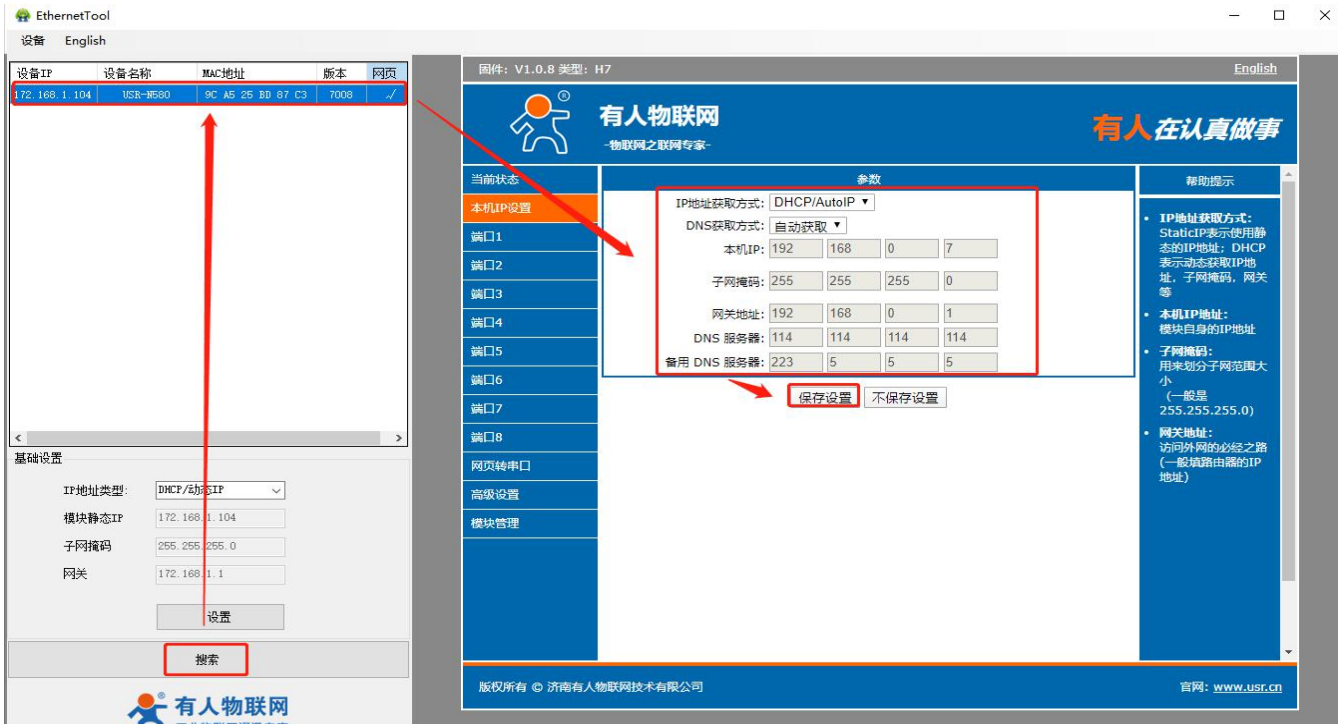 EthernetTool
设备 English
设备IP 设备名称 MAC地址 版本 网页
172.168.1.104 USR-N580 9C A5 25 BD 87 C3 7008 √
基础设置
IP地址类型: DHCP/动态IP
模块静态IP 172.168.1.104
子网掩码 255.255.255.0
网关 172.168.1.1
设置
搜索
有人物联网
固件: V1.0.8 类型: H7 English
有人物联网
-物联网之联网专家-
有人在认真做事
当前状态
本机IP设置
端口1
端口2
端口3
端口4
端口5
端口6
端口7
端口8
网页转串口
高级设置
模块管理
参数
IP地址获取方式: DHCP/AutoIP
DNS获取方式: 自动获取
本机IP: 192 168 0 7
子网掩码: 255 255 255 0
网关地址: 192 168 0 1
DNS 服务器: 114 114 114 114
备用 DNS 服务器: 223 5 5 5
保存设置 不保存设置
帮助提示
• IP地址获取方式:
StaticIP表示使用静
态的IP地址; DHCP
表示动态获取IP地
址, 子网掩码, 网关
等
• 本机IP地址:
模块自身的IP地址
• 子网掩码:
用来划分子网范围大
小
(一般是
255.255.255.0)
• 网关地址:
访问外网的必经之路
(一般填路由器的IP
地址)
版权所有 © 济南有人物联网技术有限公司 官网: www.usr.cn